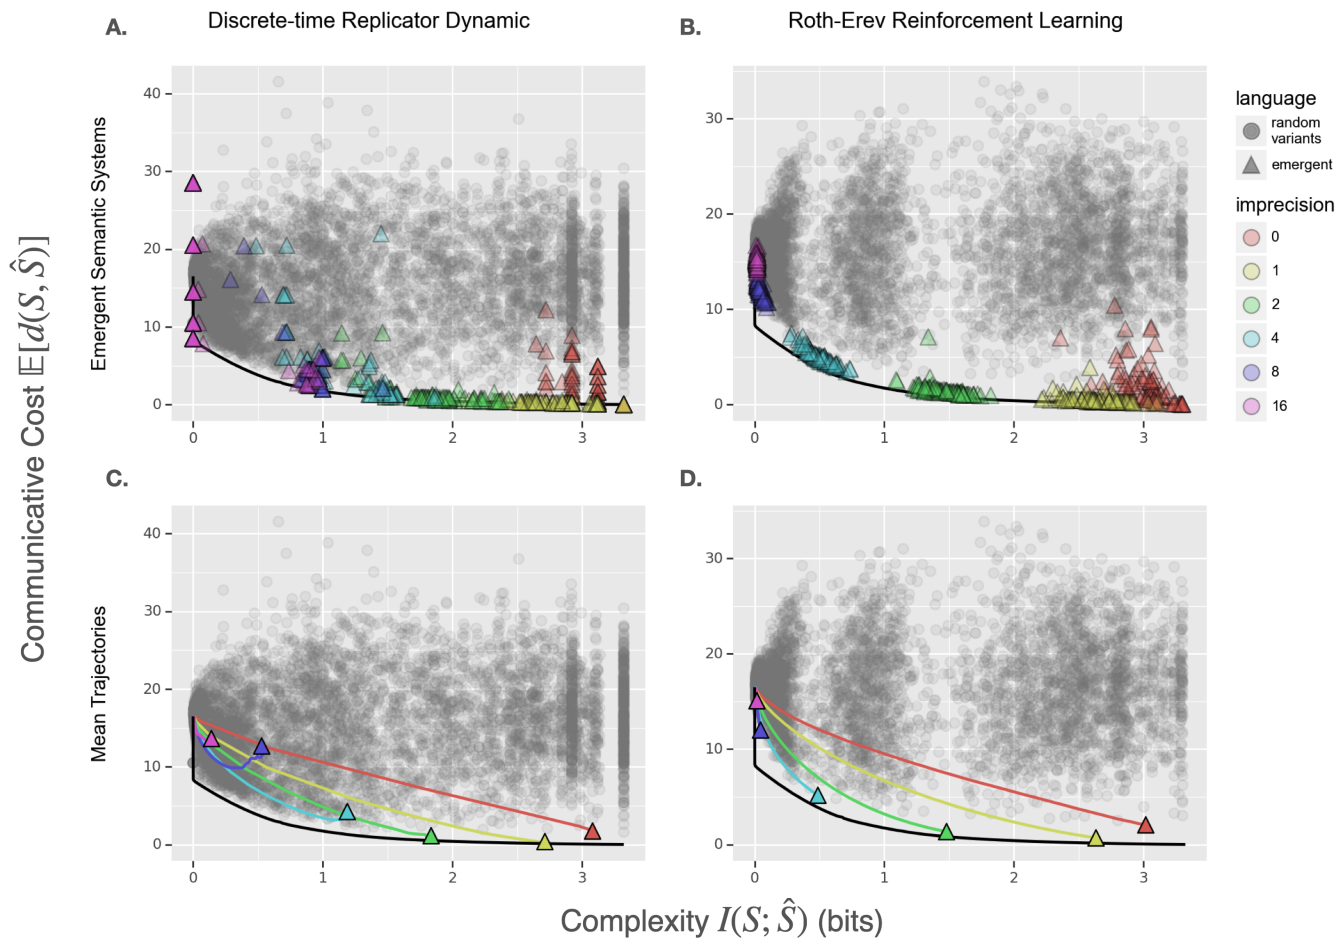 Discrete-time Replicator Dynamic
Roth-Erev Reinforcement Learning
A.
B.
Communicative Cost 𝔼[d(S, Ŝ)]
Emergent Semantic Systems
40
30
20
10
0
0 1 2 3
30
20
10
0
0 1 2 3
language
random
variants
emergent
imprecision
0
1
2
4
8
16
C.
D.
Mean Trajectories
40
30
20
10
0
0 1 2 3
30
20
10
0
0 1 2 3
Complexity I(S; Ŝ) (bits)